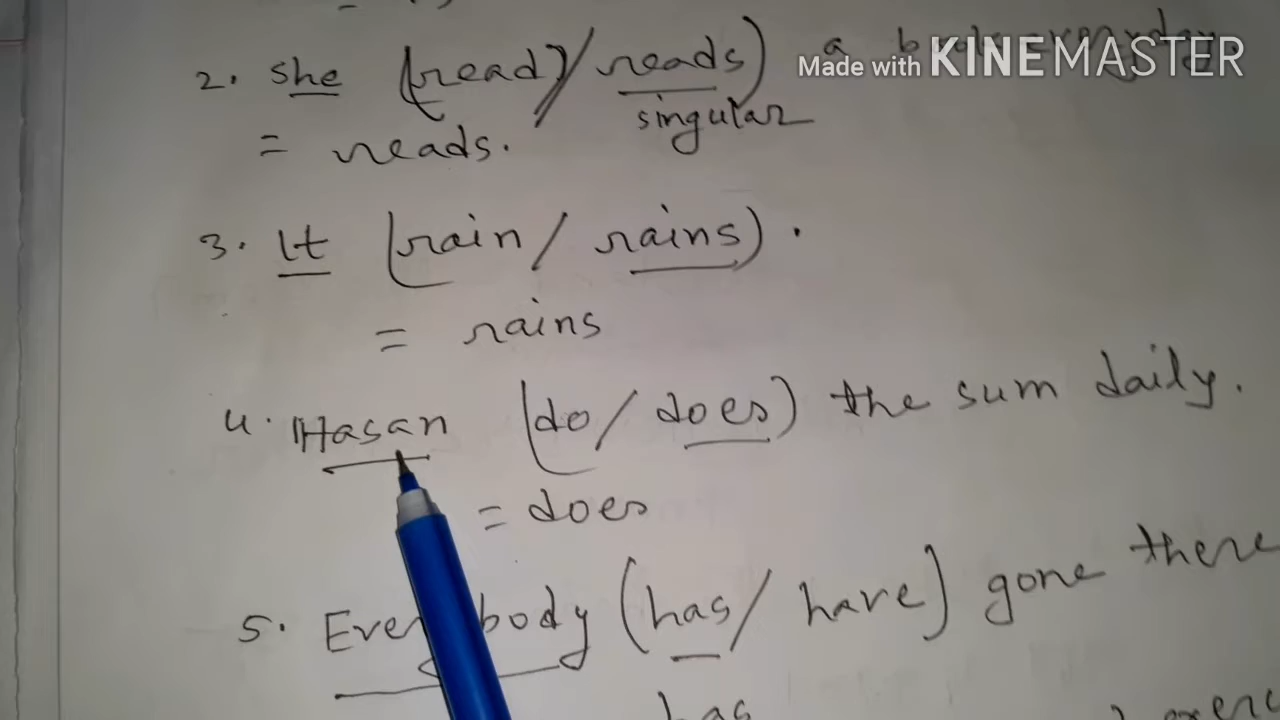 2. She (read / reads) a
Made with KINEMASTER
singular
= reads.
3. It (rain / rains).
= rains
4. Hasan (do / does) the sum daily.
= does
5. (has / have) gone there
has